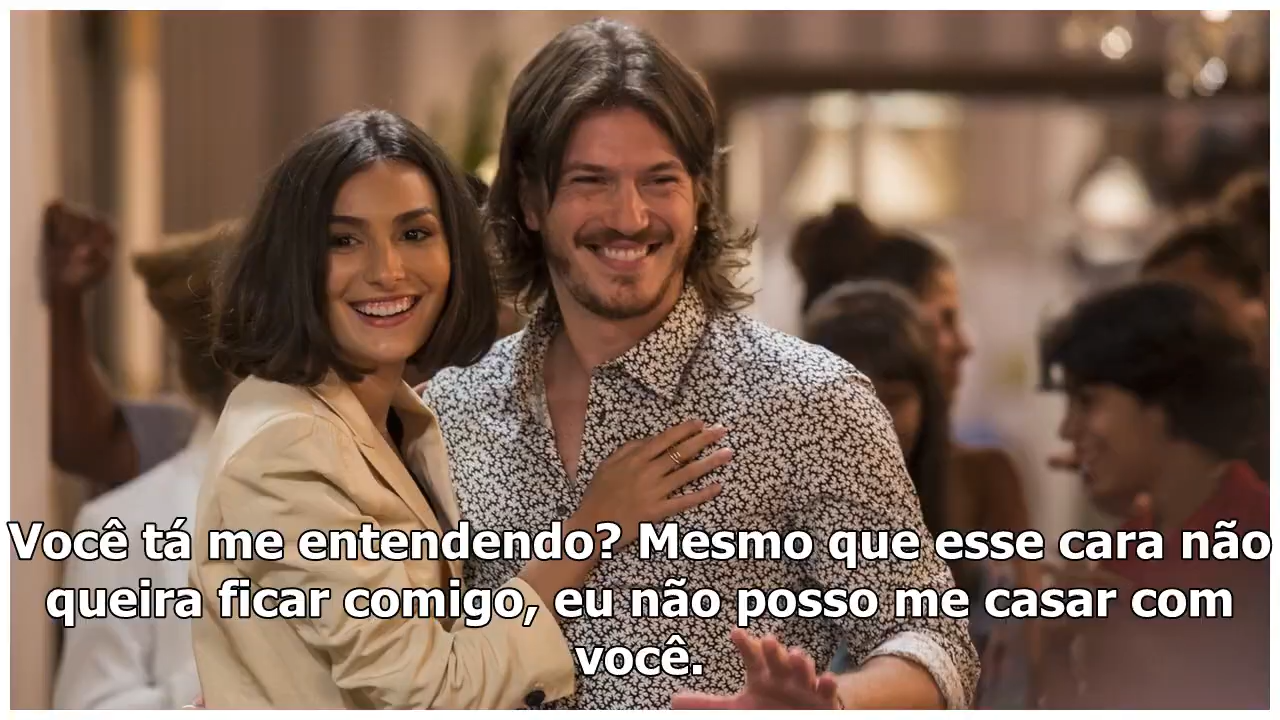 Você tá me entendendo? Mesmo que esse cara não
queira ficar comigo, eu não posso me casar com
você.